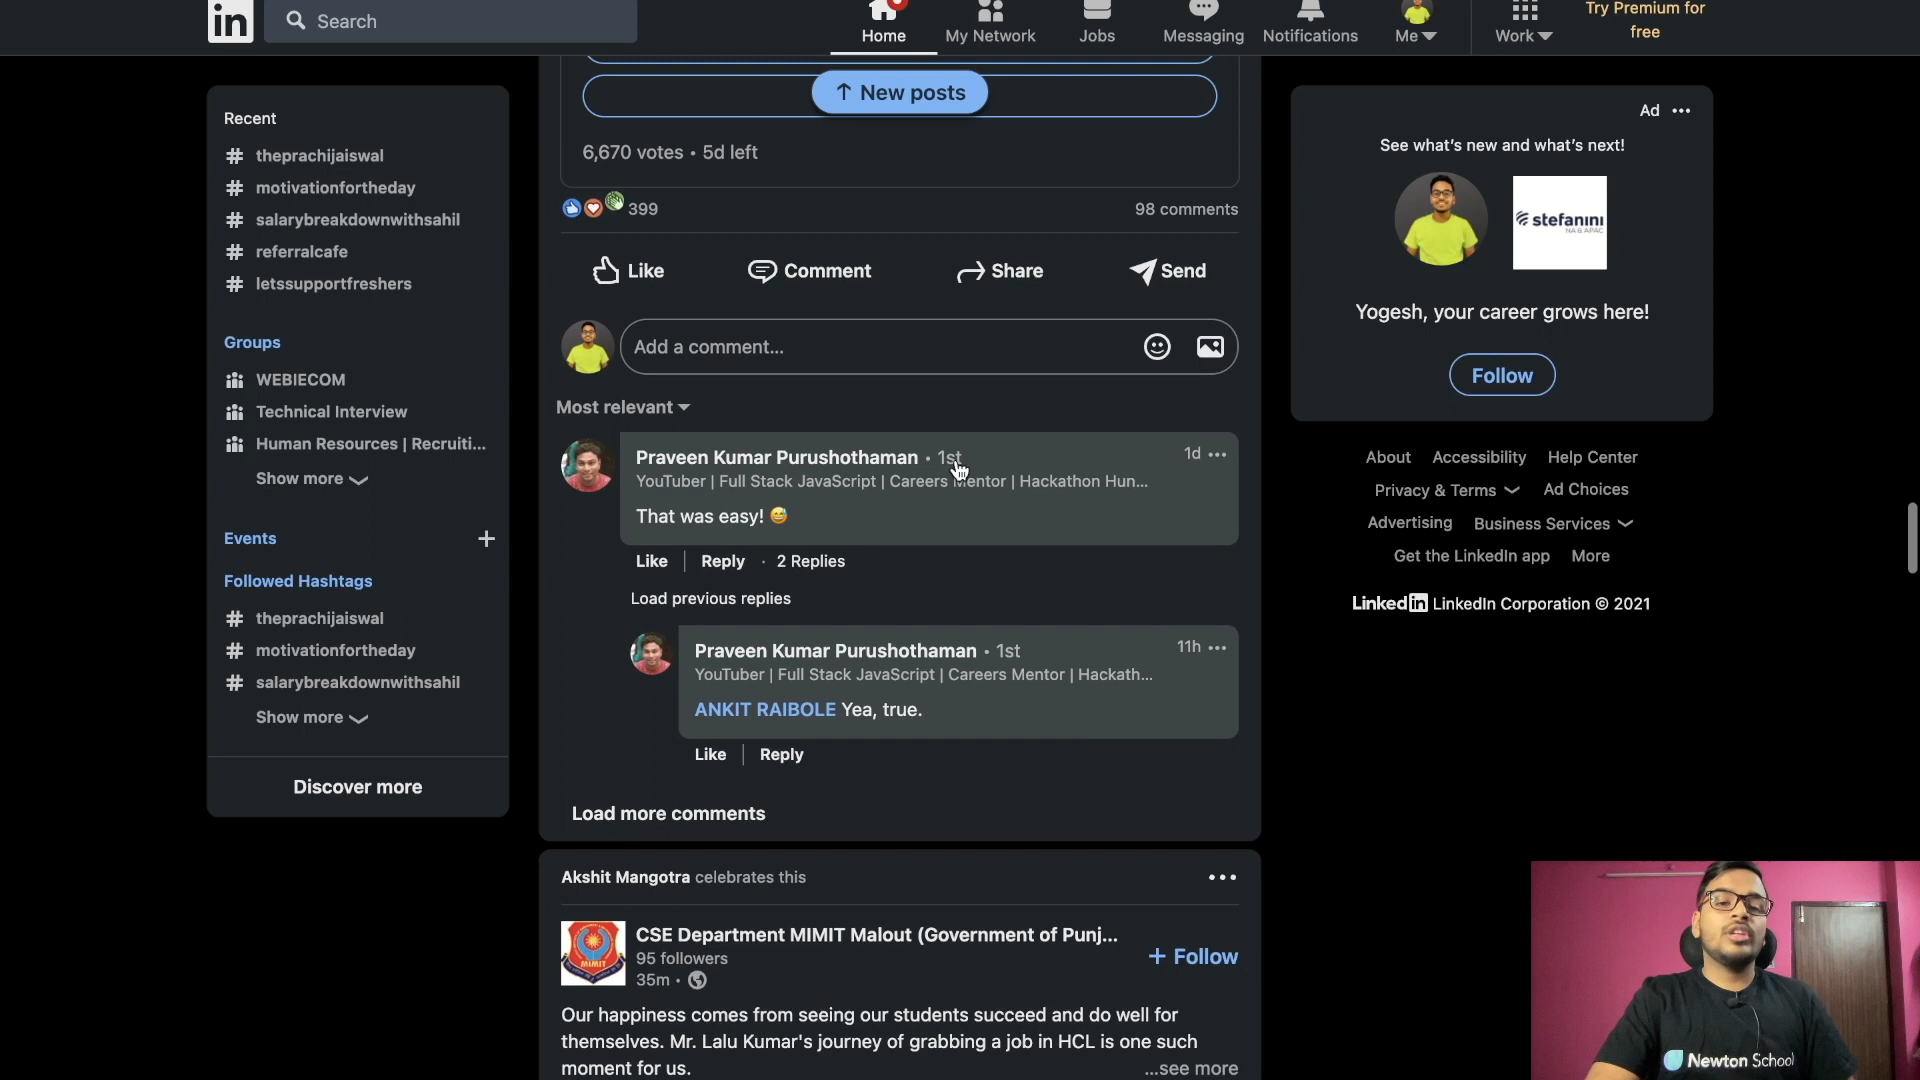 in
Search
Home
My Network
Jobs
Messaging
Notifications
Me
Work
Try Premium for
free
Recent
# theprachijaiswal
# motivationfortheday
# salarybreakdownwithsahil
# referralcafe
# letssupportfreshers
Groups
WEBIECOM
Technical Interview
Human Resources | Recruiti...
Show more
Events +
Followed Hashtags
# theprachijaiswal
# motivationfortheday
# salarybreakdownwithsahil
Show more
Discover more
↑ New posts
6,670 votes • 5d left
399
98 comments
Like
Comment
Share
Send
Add a comment...
Most relevant
Praveen Kumar Purushothaman • 1st
1d •••
YouTuber | Full Stack JavaScript | Careers Mentor | Hackathon Hun...
That was easy! 😅
Like | Reply · 2 Replies
Load previous replies
Praveen Kumar Purushothaman • 1st
11h •••
YouTuber | Full Stack JavaScript | Careers Mentor | Hackath...
ANKIT RAIBOLE Yea, true.
Like | Reply
Load more comments
Akshit Mangotra celebrates this
•••
MIMIT
CSE Department MIMIT Malout (Government of Punj...
95 followers
35m •
+ Follow
Our happiness comes from seeing our students succeed and do well for
themselves. Mr. Lalu Kumar's journey of grabbing a job in HCL is one such
moment for us.
...see more
Ad •••
See what's new and what's next!
stefanini
NA & APAC
Yogesh, your career grows here!
Follow
About Accessibility Help Center
Privacy & Terms Ad Choices
Advertising Business Services
Get the LinkedIn app More
LinkedIn LinkedIn Corporation © 2021
Newton School